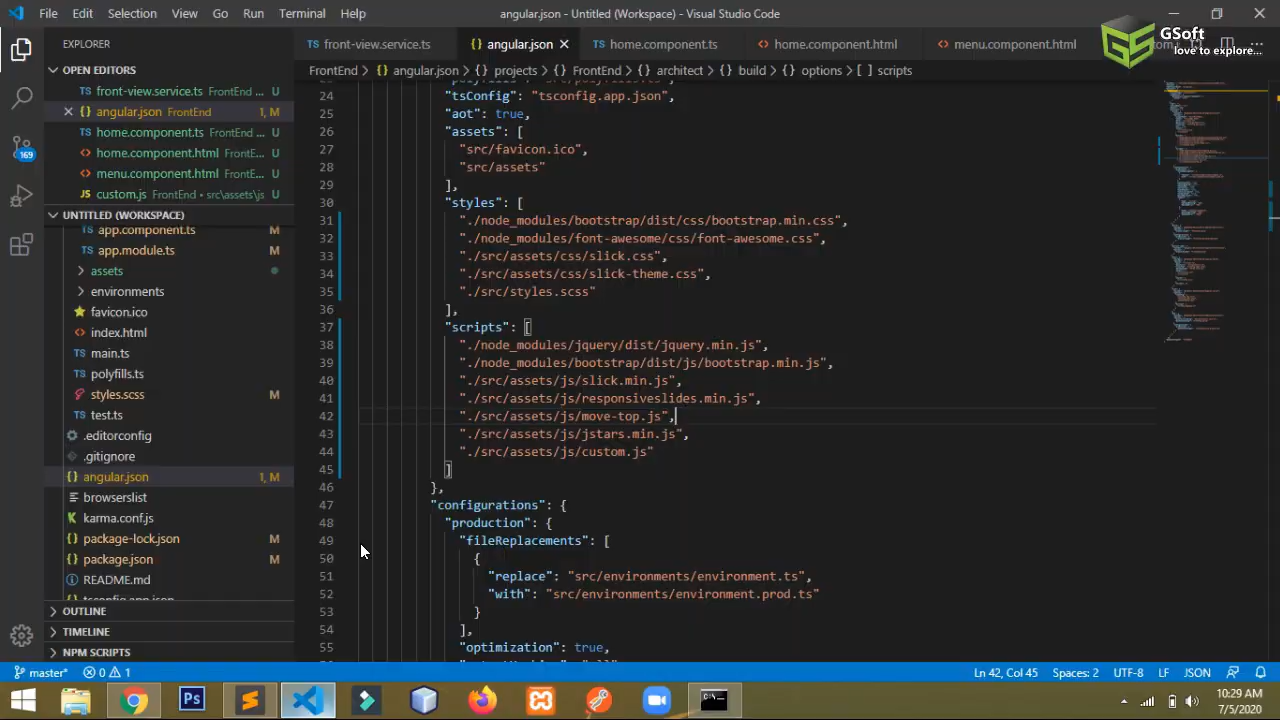 File Edit Selection View Go Run Terminal Help
angular.json - Untitled (Workspace) - Visual Studio Code
GSoft
love to explore...
EXPLORER
front-view.service.ts
angular.json
home.component.ts
home.component.html
menu.component.html
FrontEnd > angular.json > projects > FrontEnd > architect > build > options > scripts
OPEN EDITORS
front-view.service.ts FrontEnd... U
angular.json FrontEnd 1, M
home.component.ts FrontEnd... U
home.component.html FrontE... U
menu.component.html FrontE... U
custom.js FrontEnd • src\assets\js U
UNTITLED (WORKSPACE)
app.component.ts M
app.module.ts M
assets
environments
favicon.ico
index.html
main.ts
polyfills.ts
styles.scss M
test.ts
.editorconfig
.gitignore
angular.json 1, M
browserslist
karma.conf.js
package-lock.json M
package.json M
README.md
tsconfig.app.json
OUTLINE
TIMELINE
NPM SCRIPTS
169
24 "tsConfig": "tsconfig.app.json",
25 "aot": true,
26 "assets": [
27 "src/favicon.ico",
28 "src/assets"
29 ],
30 "styles": [
31 "./node_modules/bootstrap/dist/css/bootstrap.min.css",
32 "./node_modules/font-awesome/css/font-awesome.css",
33 "./src/assets/css/slick.css",
34 "./src/assets/css/slick-theme.css",
35 "./src/styles.scss"
36 ],
37 "scripts": [
38 "./node_modules/jquery/dist/jquery.min.js",
39 "./node_modules/bootstrap/dist/js/bootstrap.min.js",
40 "./src/assets/js/slick.min.js",
41 "./src/assets/js/responsiveslides.min.js",
42 "./src/assets/js/move-top.js",
43 "./src/assets/js/jstars.min.js",
44 "./src/assets/js/custom.js"
45 ]
46 },
47 "configurations": {
48 "production": {
49 "fileReplacements": [
50 {
51 "replace": "src/environments/environment.ts",
52 "with": "src/environments/environment.prod.ts"
53 }
54 ],
55 "optimization": true,
master* 0 1
Ln 42, Col 45 Spaces: 2 UTF-8 LF JSON
Ps
10:29 AM
7/5/2020